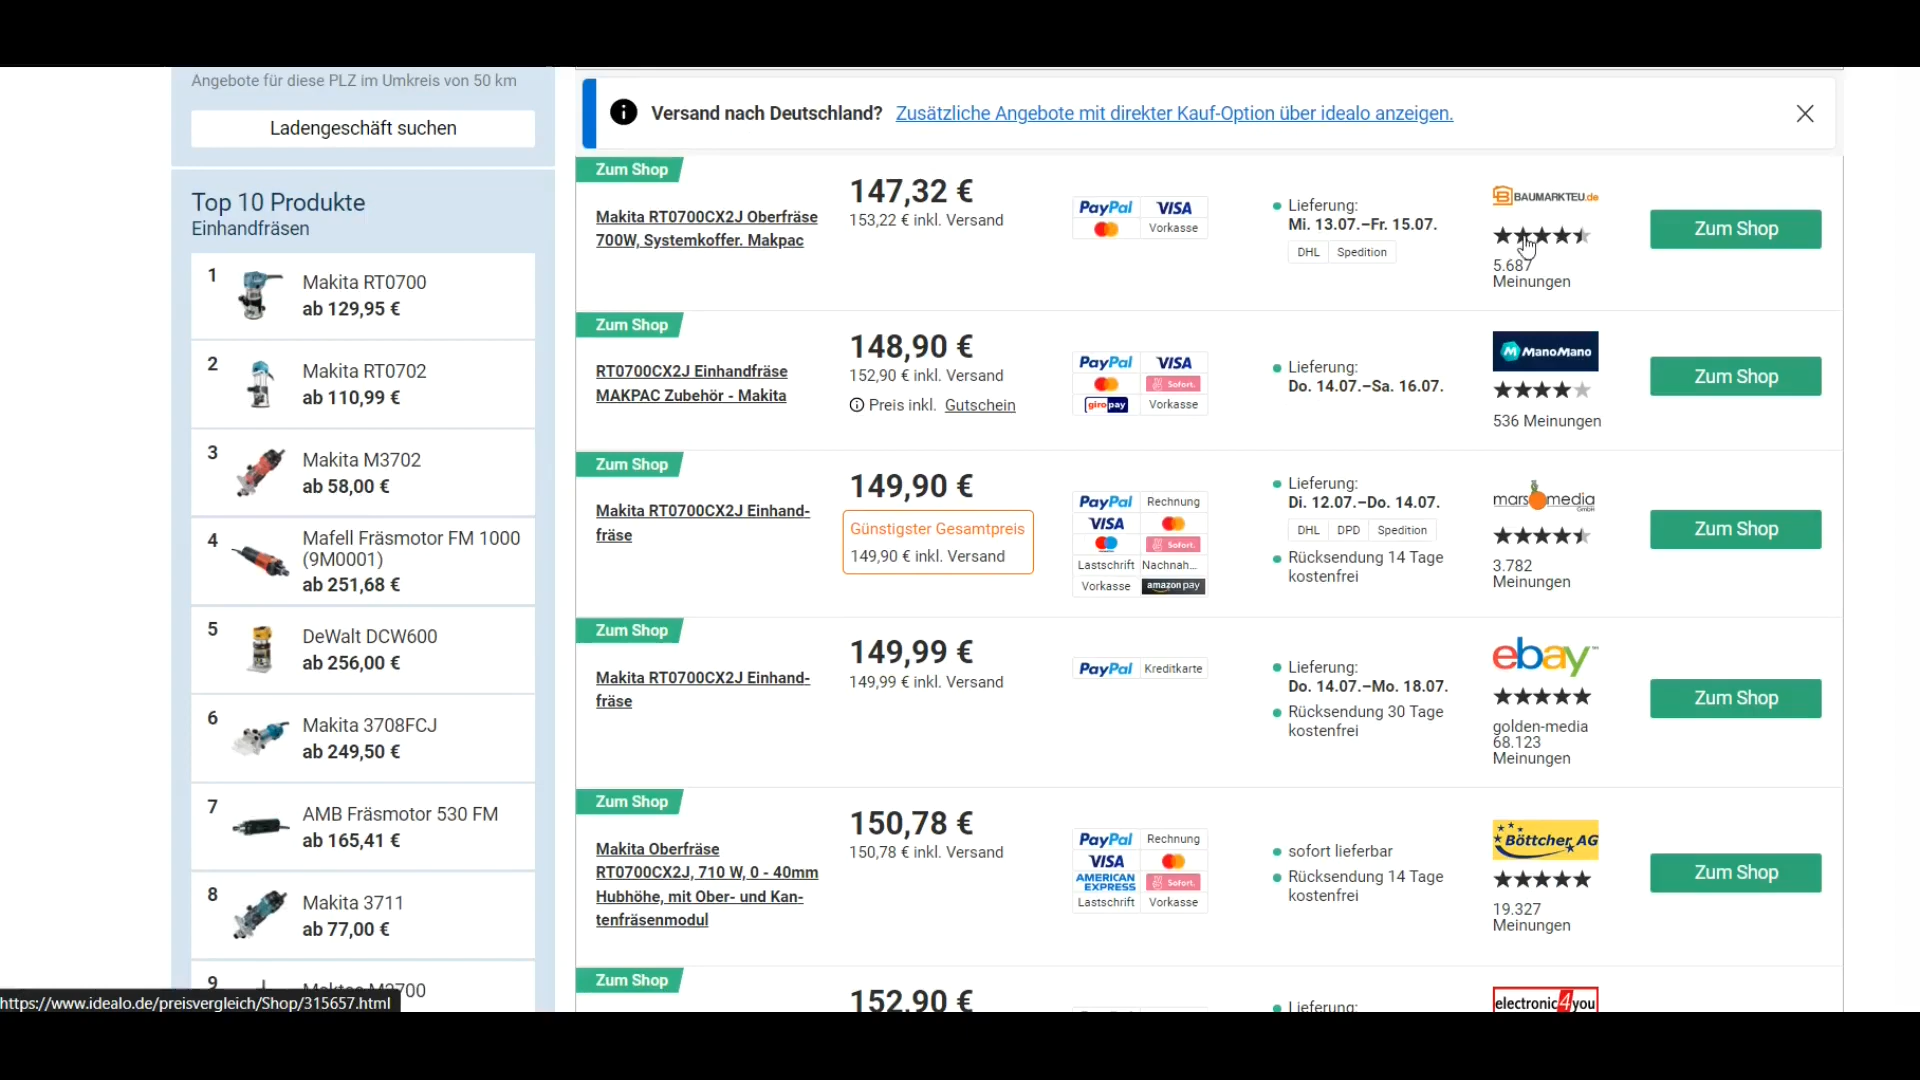 Angebote für diese PLZ im Umkreis von 50 km
Ladengeschäft suchen
Top 10 Produkte
Einhandfräsen
1
Makita RT0700
ab 129,95 €
2
Makita RT0702
ab 110,99 €
3
Makita M3702
ab 58,00 €
4
Mafell Fräsmotor FM 1000
(9M0001)
ab 251,68 €
5
DeWalt DCW600
ab 256,00 €
6
Makita 3708FCJ
ab 249,50 €
7
AMB Fräsmotor 530 FM
ab 165,41 €
8
Makita 3711
ab 77,00 €
9
https://www.idealo.de/preisvergleich/Shop/315657.html
Versand nach Deutschland? Zusätzliche Angebote mit direkter Kauf-Option über idealo anzeigen.
Zum Shop
Makita RT0700CX2J Oberfräse
700W, Systemkoffer. Makpac
147,32 €
153,22 € inkl. Versand
PayPal VISA
Vorkasse
Lieferung:
Mi. 13.07.–Fr. 15.07.
DHL Spedition
BAUMARKTEU.de
5.687
Meinungen
Zum Shop
Zum Shop
RT0700CX2J Einhandfräse
MAKPAC Zubehör - Makita
148,90 €
152,90 € inkl. Versand
Preis inkl. Gutschein
PayPal VISA
Sofort.
giropay Vorkasse
Lieferung:
Do. 14.07.–Sa. 16.07.
ManoMano
536 Meinungen
Zum Shop
Zum Shop
Makita RT0700CX2J Einhand-
fräse
149,90 €
Günstigster Gesamtpreis
149,90 € inkl. Versand
PayPal Rechnung
VISA
Sofort.
Lastschrift Nachnah...
Vorkasse amazon pay
Lieferung:
Di. 12.07.–Do. 14.07.
DHL DPD Spedition
Rücksendung 14 Tage
kostenfrei
mars media
GmbH
3.782
Meinungen
Zum Shop
Zum Shop
Makita RT0700CX2J Einhand-
fräse
149,99 €
149,99 € inkl. Versand
PayPal Kreditkarte
Lieferung:
Do. 14.07.–Mo. 18.07.
Rücksendung 30 Tage
kostenfrei
ebay
golden-media
68.123
Meinungen
Zum Shop
Zum Shop
Makita Oberfräse
RT0700CX2J, 710 W, 0 - 40mm
Hubhöhe, mit Ober- und Kan-
tenfräsenmodul
150,78 €
150,78 € inkl. Versand
PayPal Rechnung
VISA
AMERICAN EXPRESS Sofort.
Lastschrift Vorkasse
sofort lieferbar
Rücksendung 14 Tage
kostenfrei
Böttcher AG
19.327
Meinungen
Zum Shop
Zum Shop
152,90 €
Lieferung:
electronic4you